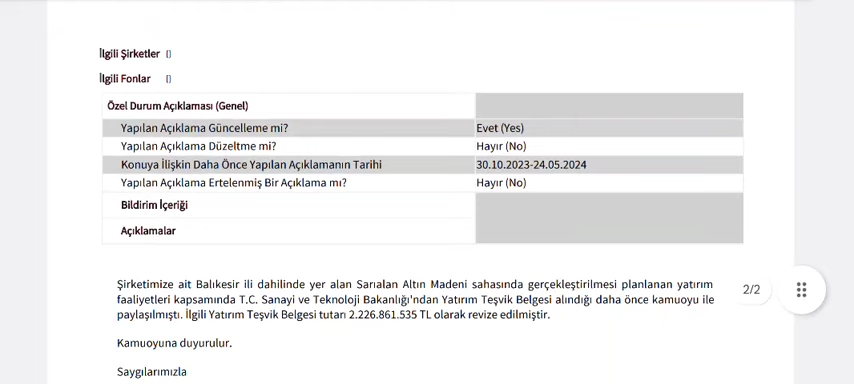 İlgili Şirketler []
İlgili Fonlar []
Özel Durum Açıklaması (Genel)
Yapılan Açıklama Güncelleme mi? Evet (Yes)
Yapılan Açıklama Düzeltme mi? Hayır (No)
Konuya İlişkin Daha Önce Yapılan Açıklamanın Tarihi 30.10.2023-24.05.2024
Yapılan Açıklama Ertelenmiş Bir Açıklama mı? Hayır (No)
Bildirim İçeriği
Açıklamalar
Şirketimize ait Balıkesir ili dahilinde yer alan Sarıalan Altın Madeni sahasında gerçekleştirilmesi planlanan yatırım
faaliyetleri kapsamında T.C. Sanayi ve Teknoloji Bakanlığı'ndan Yatırım Teşvik Belgesi alındığı daha önce kamuoyu ile
paylaşılmıştı. İlgili Yatırım Teşvik Belgesi tutarı 2.226.861.535 TL olarak revize edilmiştir.
2/2
Kamuoyuna duyurulur.
Saygılarımızla